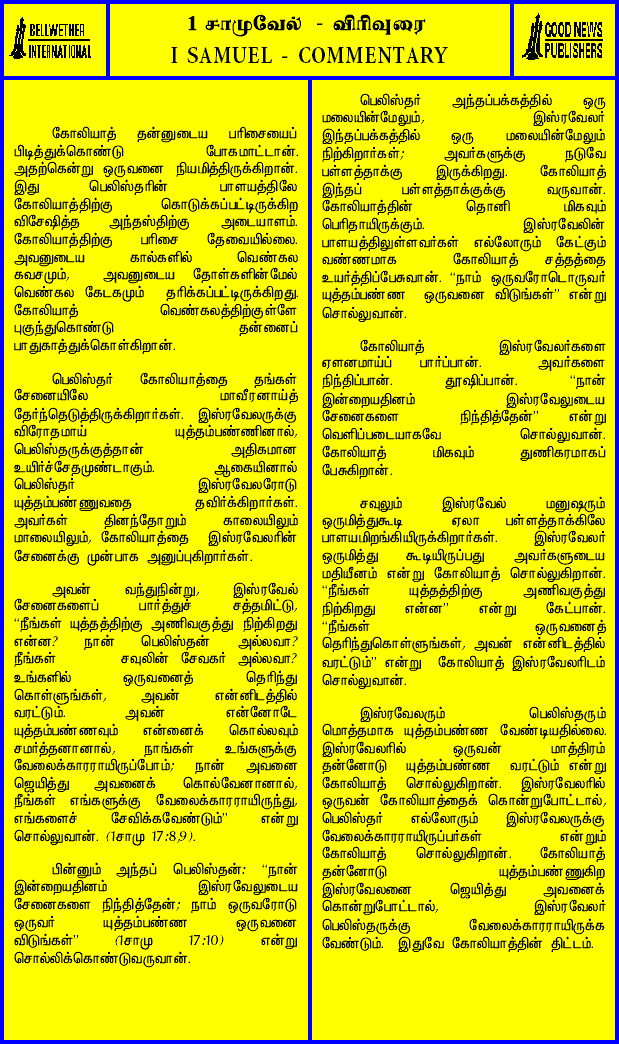 BELLWETHER
INTERNATIONAL
1 சாமுவேல் - விரிவுரை
I SAMUEL - COMMENTARY
GOOD NEWS
PUBLISHERS
கோலியாத் தன்னுடைய பரிசையைப்
பிடித்துக்கொண்டு போகமாட்டான்.
அதற்கென்று ஒருவனை நியமித்திருக்கிறான்.
இது பெலிஸ்தரின் பாளயத்திலே
கோலியாத்திற்கு கொடுக்கப்பட்டிருக்கிற
விசேஷித்த அந்தஸ்திற்கு அடையாளம்.
கோலியாத்திற்கு பரிசை தேவையில்லை.
அவனுடைய கால்களில் வெண்கல
கவசமும், அவனுடைய தோள்களின்மேல்
வெண்கல கேடகமும் தரிக்கப்பட்டிருக்கிறது.
கோலியாத் வெண்கலத்திற்குள்ளே
புகுந்துகொண்டு தன்னைப்
பாதுகாத்துக்கொள்கிறான்.
பெலிஸ்தர் கோலியாத்தை தங்கள்
சேனையிலே மாவீரனாய்த்
தேர்ந்தெடுத்திருக்கிறார்கள். இஸ்ரவேலருக்கு
விரோதமாய் யுத்தம்பண்ணினால்,
பெலிஸ்தருக்குத்தான் அதிகமான
உயிர்ச்சேதமுண்டாகும். ஆகையினால்
பெலிஸ்தர் இஸ்ரவேலரோடு
யுத்தம்பண்ணுவதை தவிர்க்கிறார்கள்.
அவர்கள் தினந்தோறும் காலையிலும்
மாலையிலும், கோலியாத்தை இஸ்ரவேலரின்
சேனைக்கு முன்பாக அனுப்புகிறார்கள்.
அவன் வந்துநின்று, இஸ்ரவேல்
சேனைகளைப் பார்த்துச் சத்தமிட்டு,
“நீங்கள் யுத்தத்திற்கு அணிவகுத்து நிற்கிறது
என்ன? நான் பெலிஸ்தன் அல்லவா?
நீங்கள் சவுலின் சேவகர் அல்லவா?
உங்களில் ஒருவனைத் தெரிந்து
கொள்ளுங்கள், அவன் என்னிடத்தில்
வரட்டும். அவன் என்னோடே
யுத்தம்பண்ணவும் என்னைக் கொல்லவும்
சமர்த்தனானால், நாங்கள் உங்களுக்கு
வேலைக்காரராயிருப்போம்; நான் அவனை
ஜெயித்து அவனைக் கொல்வேனானால்,
நீங்கள் எங்களுக்கு வேலைக்காரராயிருந்து,
எங்களைச் சேவிக்கவேண்டும்” என்று
சொல்லுவான். (1சாமு 17:8,9).
பின்னும் அந்தப் பெலிஸ்தன்: “நான்
இன்றையதினம் இஸ்ரவேலுடைய
சேனைகளை நிந்தித்தேன்; நாம் ஒருவரோடு
ஒருவர் யுத்தம்பண்ண ஒருவனை
விடுங்கள்” (1சாமு 17:10) என்று
சொல்லிக்கொண்டுவருவான்.
பெலிஸ்தர் அந்தப்பக்கத்தில் ஒரு
மலையின்மேலும், இஸ்ரவேலர்
இந்தப்பக்கத்தில் ஒரு மலையின்மேலும்
நிற்கிறார்கள்; அவர்களுக்கு நடுவே
பள்ளத்தாக்கு இருக்கிறது. கோலியாத்
இந்தப் பள்ளத்தாக்குக்கு வருவான்.
கோலியாத்தின் தொனி மிகவும்
பெரிதாயிருக்கும். இஸ்ரவேலின்
பாளயத்திலுள்ளவர்கள் எல்லோரும் கேட்கும்
வண்ணமாக கோலியாத் சத்தத்தை
உயர்த்திப்பேசுவான். “நாம் ஒருவரோடொருவர்
யுத்தம்பண்ண ஒருவனை விடுங்கள்” என்று
சொல்லுவான்.
கோலியாத் இஸ்ரவேலர்களை
ஏளனமாய்ப் பார்ப்பான். அவர்களை
நிந்திப்பான். தூஷிப்பான். “நான்
இன்றையதினம் இஸ்ரவேலுடைய
சேனைகளை நிந்தித்தேன்” என்று
வெளிப்படையாகவே சொல்லுவான்.
கோலியாத் மிகவும் துணிகரமாகப்
பேசுகிறான்.
சவுலும் இஸ்ரவேல் மனுஷரும்
ஒருமித்துகூடி ஏலா பள்ளத்தாக்கிலே
பாளயமிறங்கியிருக்கிறார்கள். இஸ்ரவேலர்
ஒருமித்து கூடியிருப்பது அவர்களுடைய
மதியீனம் என்று கோலியாத் சொல்லுகிறான்.
“நீங்கள் யுத்தத்திற்கு அணிவகுத்து
நிற்கிறது என்ன” என்று கேட்பான்.
“நீங்கள் ஒருவனைத்
தெரிந்துகொள்ளுங்கள், அவன் என்னிடத்தில்
வரட்டும்” என்று கோலியாத் இஸ்ரவேலரிடம்
சொல்லுவான்.
இஸ்ரவேலரும் பெலிஸ்தரும்
மொத்தமாக யுத்தம்பண்ண வேண்டியதில்லை.
இஸ்ரவேலரில் ஒருவன் மாத்திரம்
தன்னோடு யுத்தம்பண்ண வரட்டும் என்று
கோலியாத் சொல்லுகிறான். இஸ்ரவேலரில்
ஒருவன் கோலியாத்தைக் கொன்றுபோட்டால்,
பெலிஸ்தர் எல்லோரும் இஸ்ரவேலருக்கு
வேலைக்காரராயிருப்பர்கள் என்றும்
கோலியாத் சொல்லுகிறான். கோலியாத்
தன்னோடு யுத்தம்பண்ணுகிற
இஸ்ரவேலனை ஜெயித்து அவனைக்
கொன்றுபோட்டால், இஸ்ரவேலர்
பெலிஸ்தருக்கு வேலைக்காரராயிருக்க
வேண்டும். இதுவே கோலியாத்தின் திட்டம்.